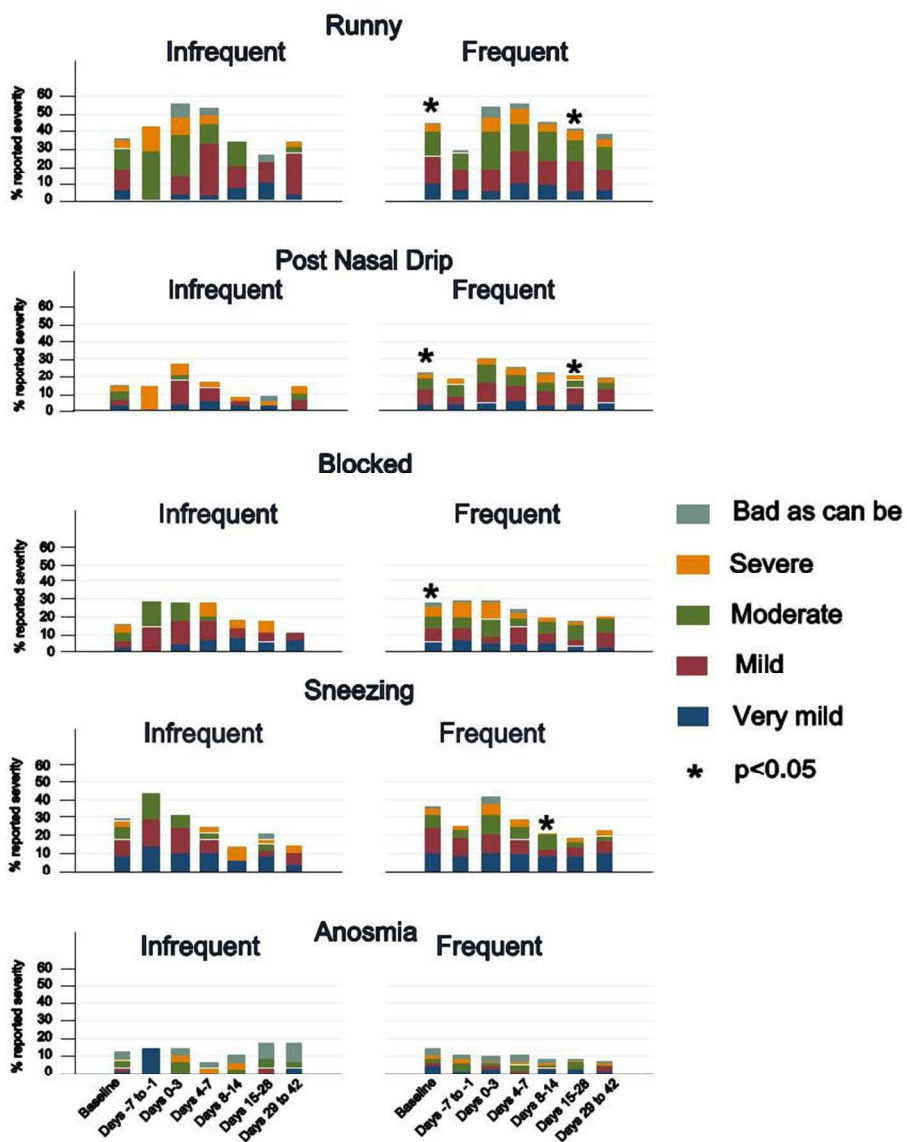 Runny
Infrequent Frequent
% reported severity
60
50
40
30
20
10
0
Post Nasal Drip
Infrequent Frequent
% reported severity
60
50
40
30
20
10
0
Blocked
Infrequent Frequent
% reported severity
60
50
40
30
20
10
0
Bad as can be
Severe
Moderate
Mild
Very mild
* p<0.05
Sneezing
Infrequent Frequent
% reported severity
60
50
40
30
20
10
0
Anosmia
Infrequent Frequent
% reported severity
60
50
40
30
20
10
0
Baseline Days -7 to -1 Days 0-3 Days 4-7 Days 8-14 Days 15-28 Days 29 to 42
Baseline Days -7 to -1 Days 0-3 Days 4-7 Days 8-14 Days 15-28 Days 29 to 42